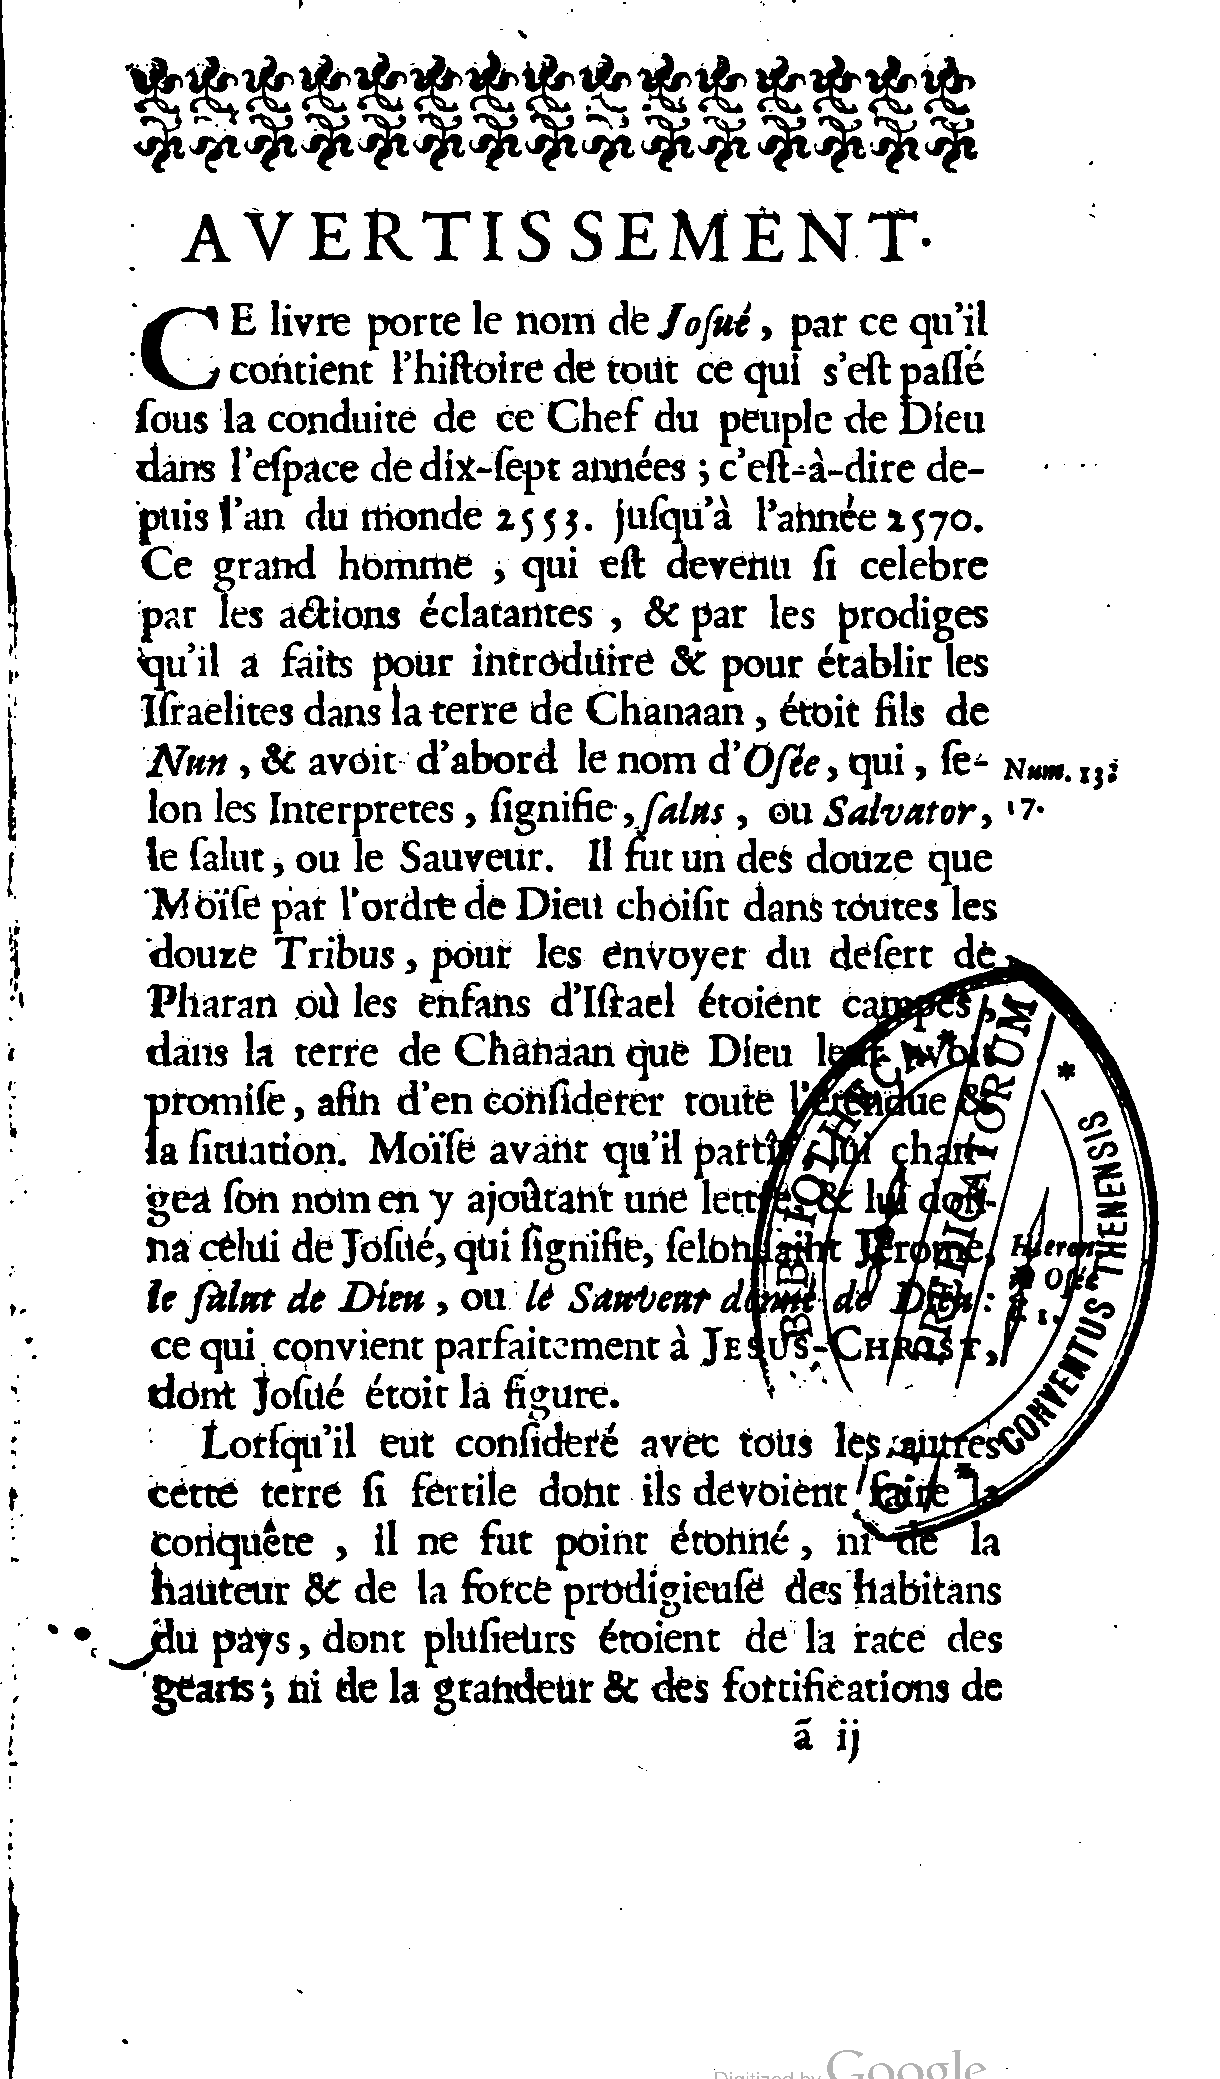 AVERTISSEMENT.
CE livre porte le nom de Joſué, par ce qu'il
contient l'hiſtoire de tout ce qui s'eſt paſſé
ſous la conduite de ce Chef du peuple de Dieu
dans l'eſpace de dix-ſept années ; c'eſt-à-dire de-
puis l'an du monde 2553. juſqu'à l'année 2570.
Ce grand homme, qui eſt devenu ſi celebre
par les actions éclatantes, & par les prodiges
qu'il a faits pour introduire & pour établir les
Iſraelites dans la terre de Chanaan, étoit fils de
Nun, & avoit d'abord le nom d'Oſée, qui, ſe-
Num. 13.
lon les Interpretes, ſignifie, ſalus, ou Salvator,
17.
le ſalut, ou le Sauveur. Il fut un des douze que
Moïſe par l'ordre de Dieu choiſit dans toutes les
douze Tribus, pour les envoyer du deſert de
Pharan où les enfans d'Iſrael étoient campés,
dans la terre de Chanaan que Dieu leur avoit
promiſe, afin d'en conſiderer toute l'étendue &
la ſituation. Moïſe avant qu'il partît, lui chan-
gea ſon nom en y ajoûtant une lettre, & lui don-
na celui de Joſué, qui ſignifie, ſelon ſaint Jerome,
Hieron.
in Oſée
le ſalut de Dieu, ou le Sauveur donné de Dieu :
1.
ce qui convient parfaitement à JESUS-CHRIST,
dont Joſué étoit la figure.
Lorſqu'il eut conſideré avec tous les autres
cette terre ſi fertile dont ils devoient faire la
conquête, il ne fut point étonné, ni de la
hauteur & de la force prodigieuſe des habitans
du pays, dont pluſieurs étoient de la race des
geans ; ni de la grandeur & des fortifications de
ã ij
BIBLIOTHECA
PRÆDICATORUM
* CONVENTUS THENENSIS *
Digitized by Google